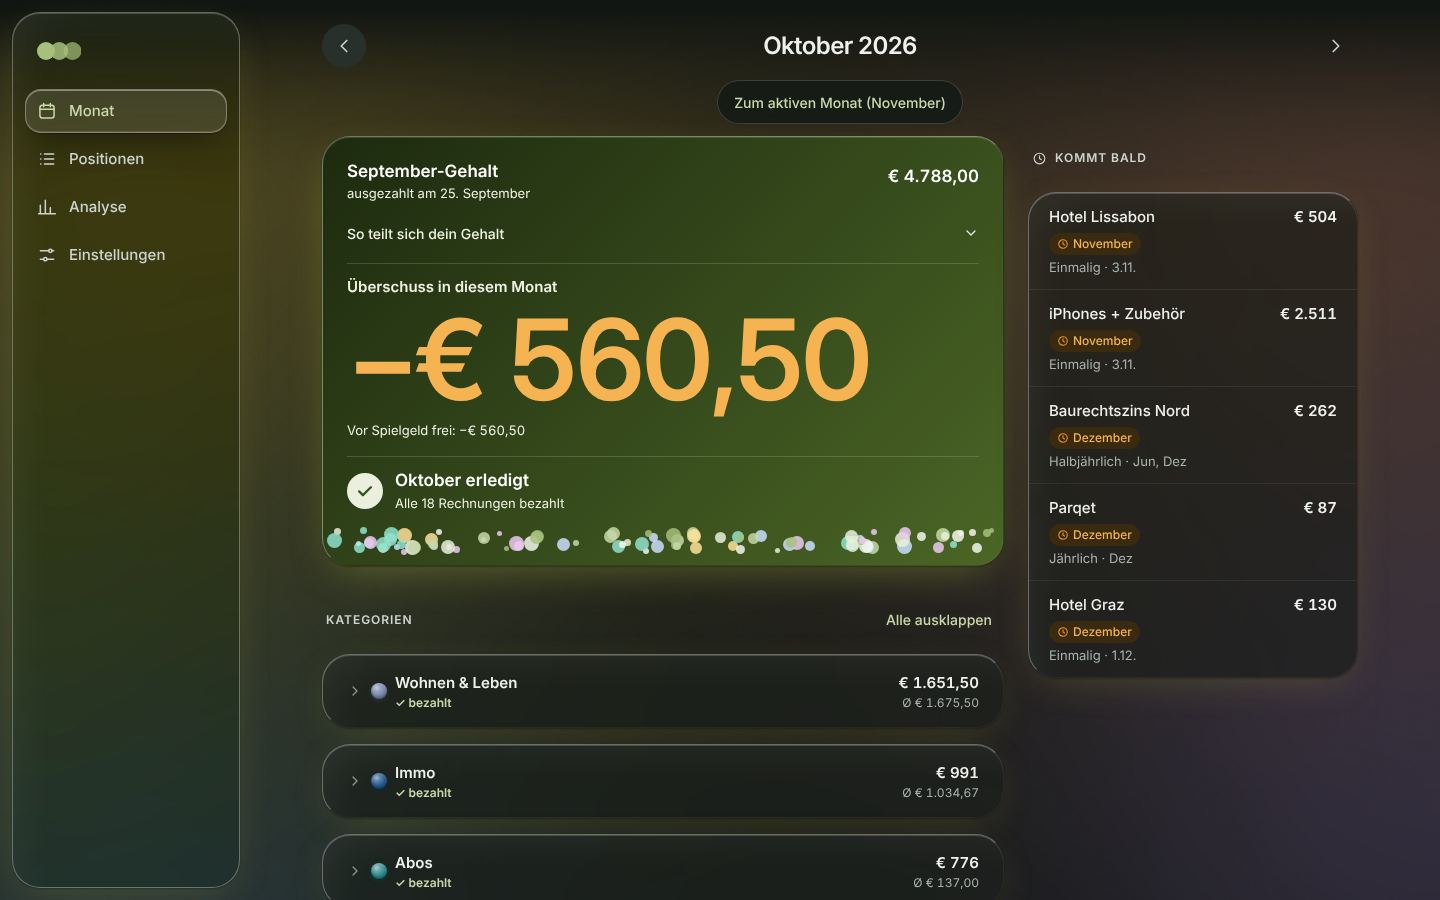 Monat
Positionen
Analyse
Einstellungen
Oktober 2026
Zum aktiven Monat (November)
September-Gehalt
€ 4.788,00
ausgezahlt am 25. September
So teilt sich dein Gehalt
Überschuss in diesem Monat
−€ 560,50
Vor Spielgeld frei: −€ 560,50
Oktober erledigt
Alle 18 Rechnungen bezahlt
KATEGORIEN
Alle ausklappen
Wohnen & Leben
€ 1.651,50
✓ bezahlt
Ø € 1.675,50
Immo
€ 991
✓ bezahlt
Ø € 1.034,67
Abos
€ 776
✓ bezahlt
Ø € 137,00
KOMMT BALD
Hotel Lissabon
€ 504
November
Einmalig · 3.11.
iPhones + Zubehör
€ 2.511
November
Einmalig · 3.11.
Baurechtszins Nord
€ 262
Dezember
Halbjährlich · Jun, Dez
Parqet
€ 87
Dezember
Jährlich · Dez
Hotel Graz
€ 130
Dezember
Einmalig · 1.12.